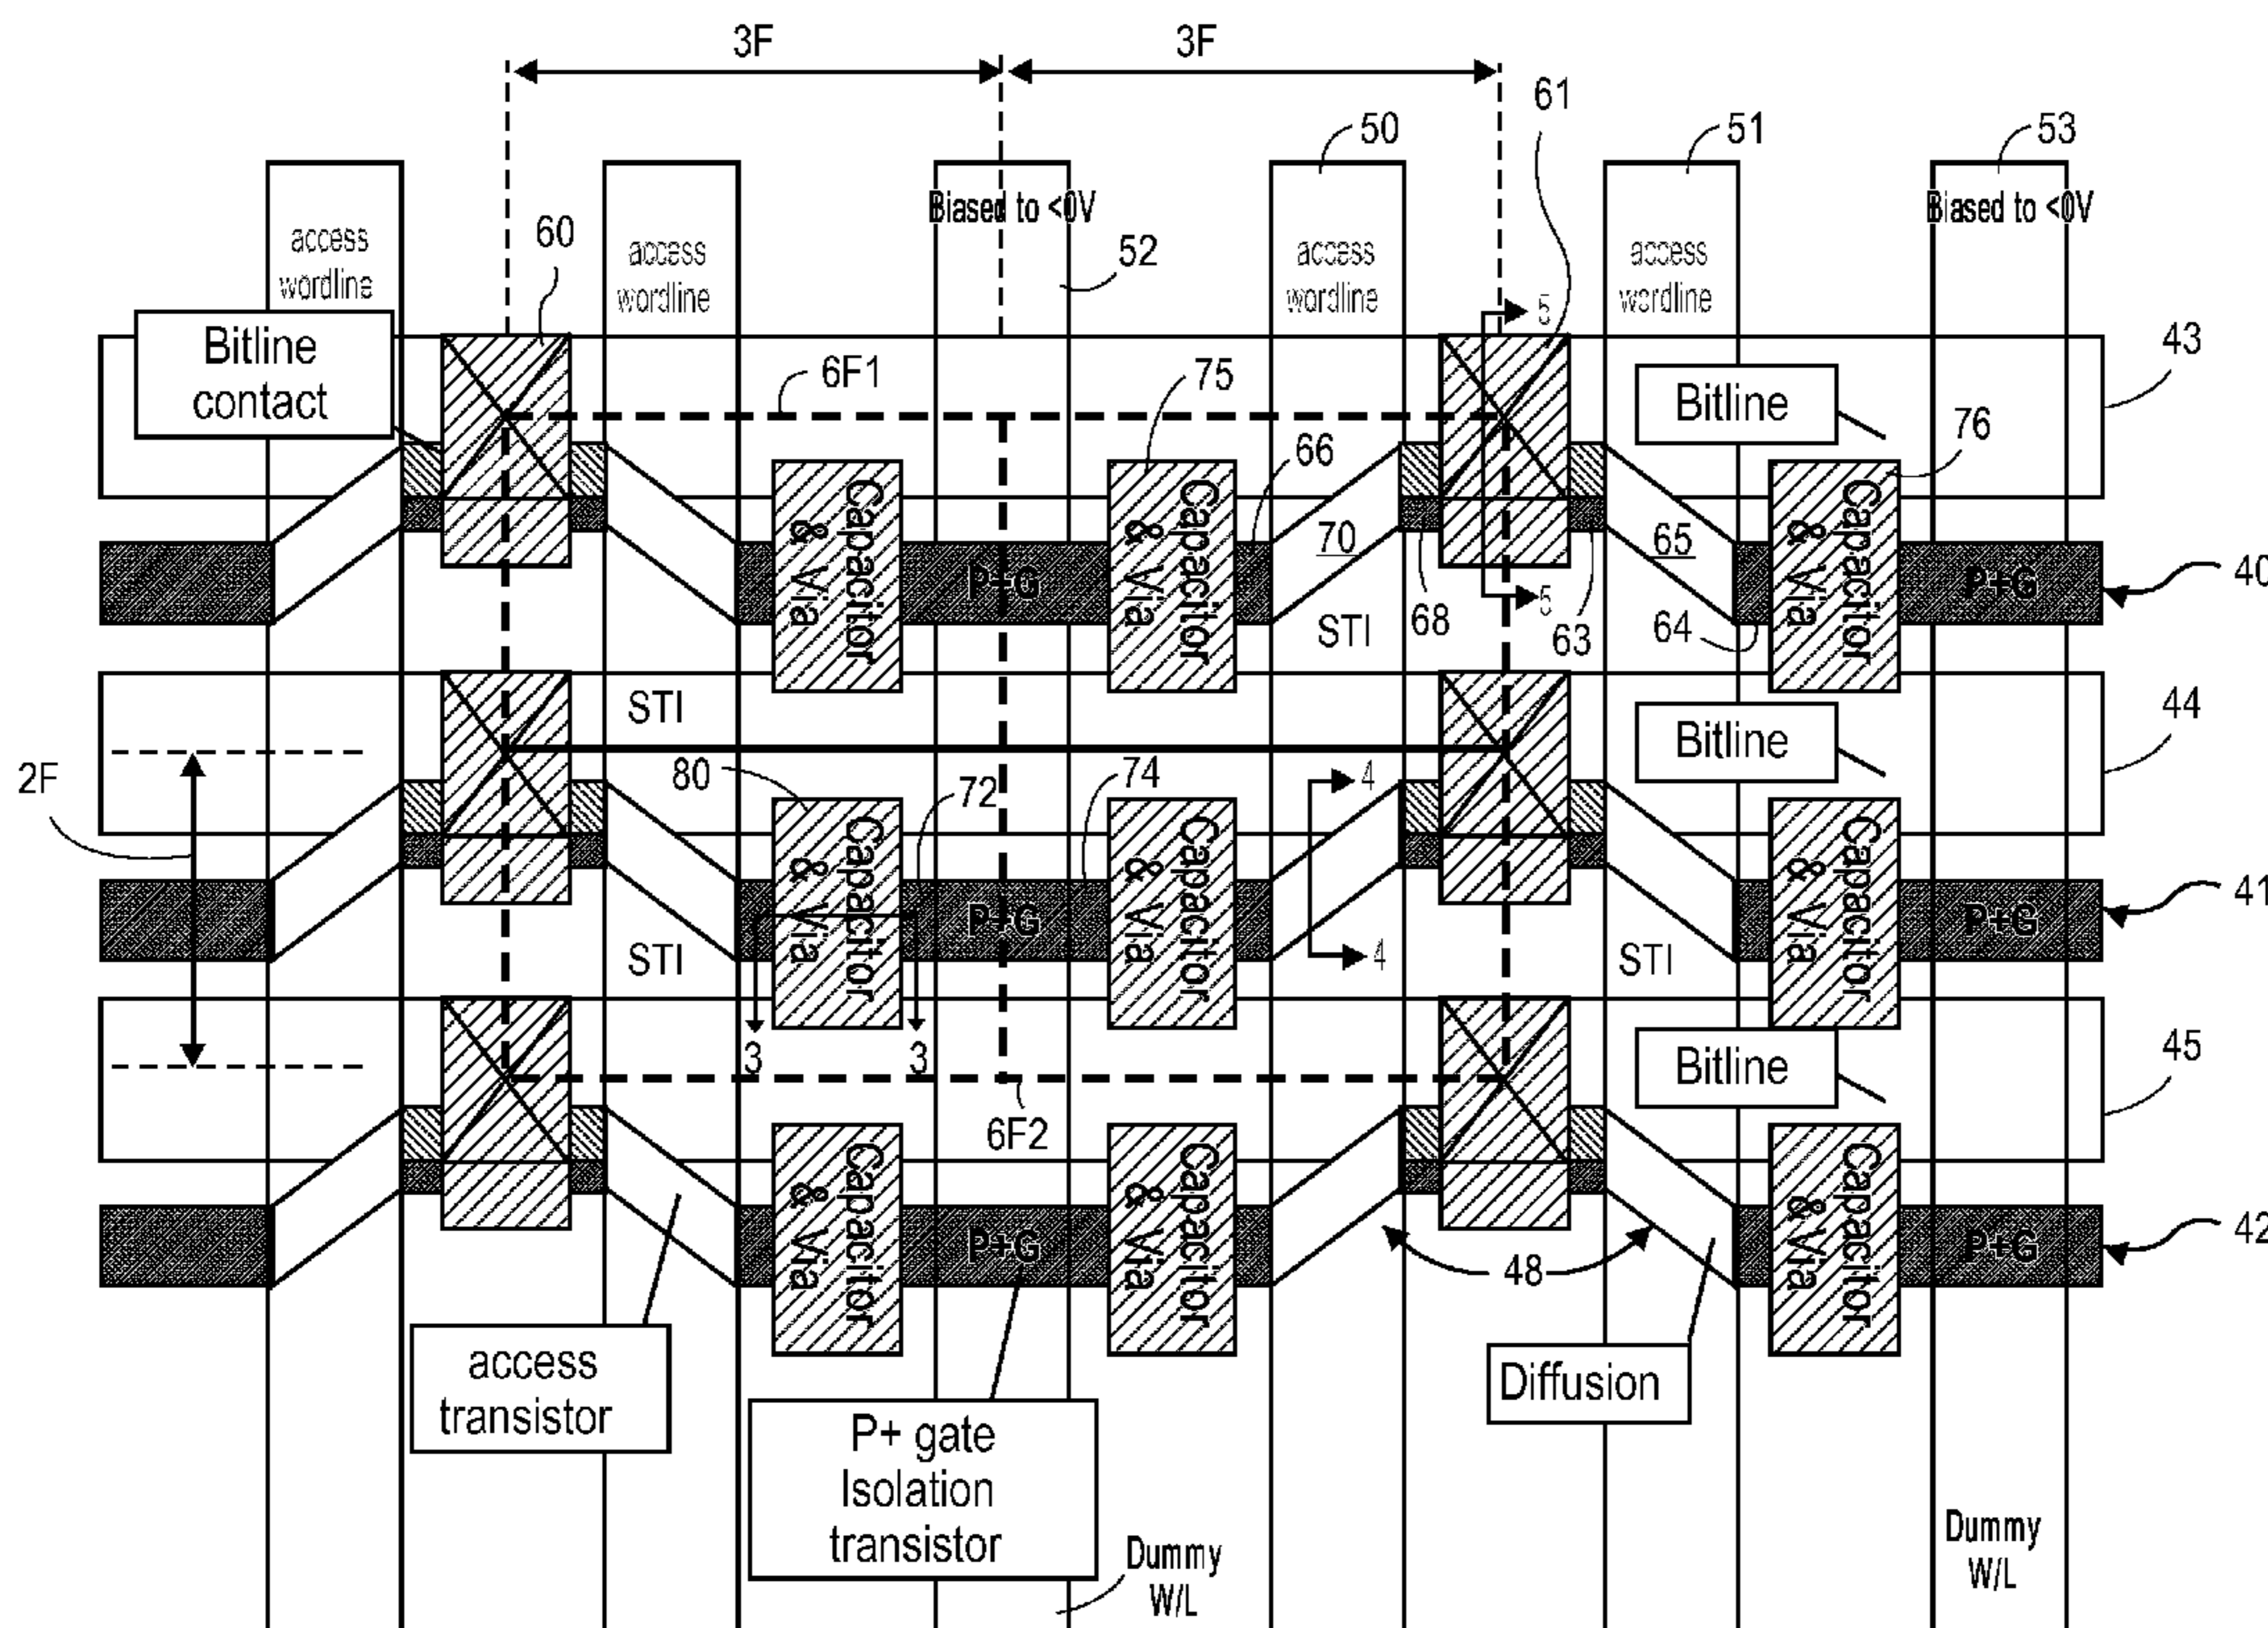 3F
3F
61
50
51
53
Biased to <0V
Biased to <0V
access
wordline
60
access
wordline
52
access
wordline
access
wordline
5
Bitline
contact
6F1
75
Bitline
43
76
66
Capacitor
& Via
Capacitor
& Via
70
65
Capacitor
& Via
P+G
P+G
40
STI
68
5
63
64
STI
Bitline
44
2F
80
72
74
4
Capacitor
& Via
Capacitor
& Via
Capacitor
& Via
P+G
P+G
41
STI
4
STI
3
3
Bitline
45
6F2
Capacitor
& Via
Capacitor
& Via
Capacitor
& Via
P+G
P+G
42
48
access
transistor
Diffusion
P+ gate
Isolation
transistor
Dummy
W/L
Dummy
W/L